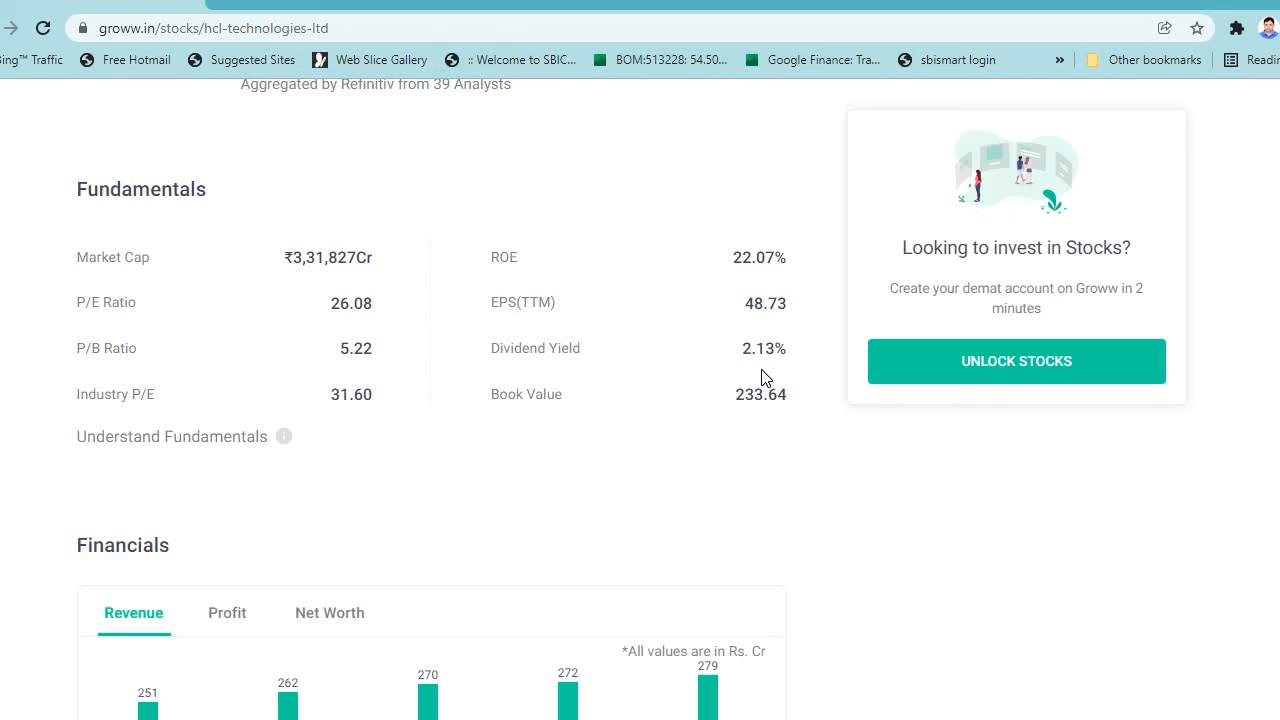 groww.in/stocks/hcl-technologies-ltd
Bing™ Traffic Free Hotmail Suggested Sites Web Slice Gallery :: Welcome to SBIC... BOM:513228: 54.50... Google Finance: Tra... sbismart login » Other bookmarks Readin
Aggregated by Refinitiv from 39 Analysts
Fundamentals
Market Cap ₹3,31,827Cr ROE 22.07%
P/E Ratio 26.08 EPS(TTM) 48.73
P/B Ratio 5.22 Dividend Yield 2.13%
Industry P/E 31.60 Book Value 233.64
Understand Fundamentals
Looking to invest in Stocks?
Create your demat account on Groww in 2
minutes
UNLOCK STOCKS
Financials
Revenue Profit Net Worth
*All values are in Rs. Cr
251 262 270 272 279